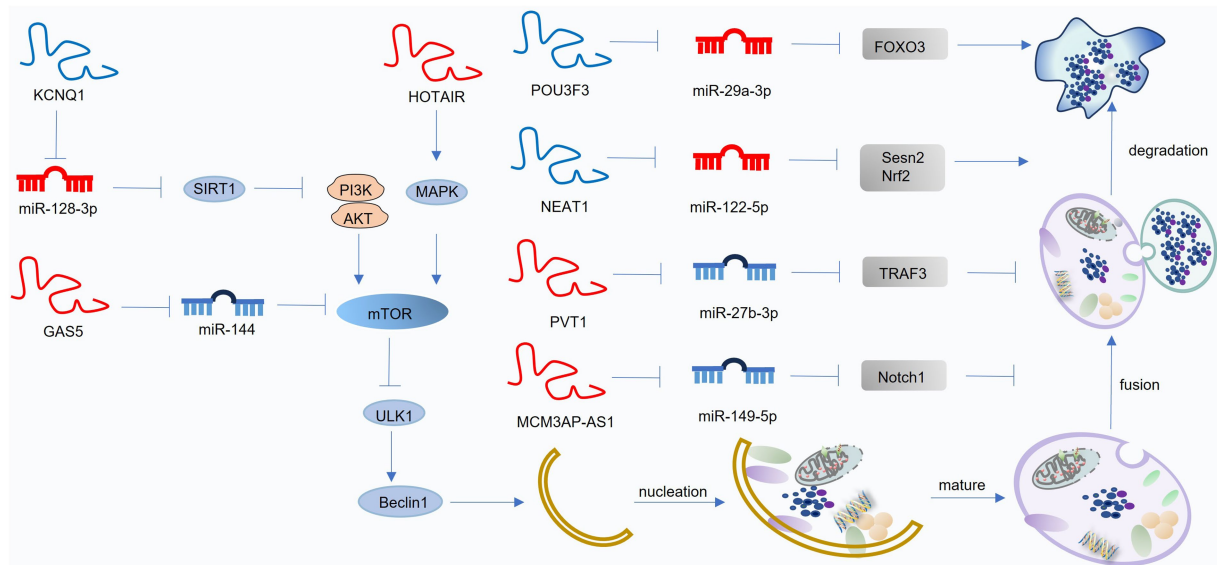 KCNQ1
HOTAIR
POU3F3
miR-29a-3p
FOXO3
miR-128-3p
SIRT1
PI3K
AKT
MAPK
NEAT1
miR-122-5p
Sesn2
Nrf2
degradation
GAS5
miR-144
mTOR
PVT1
miR-27b-3p
TRAF3
ULK1
MCM3AP-AS1
miR-149-5p
Notch1
fusion
Beclin1
nucleation
mature